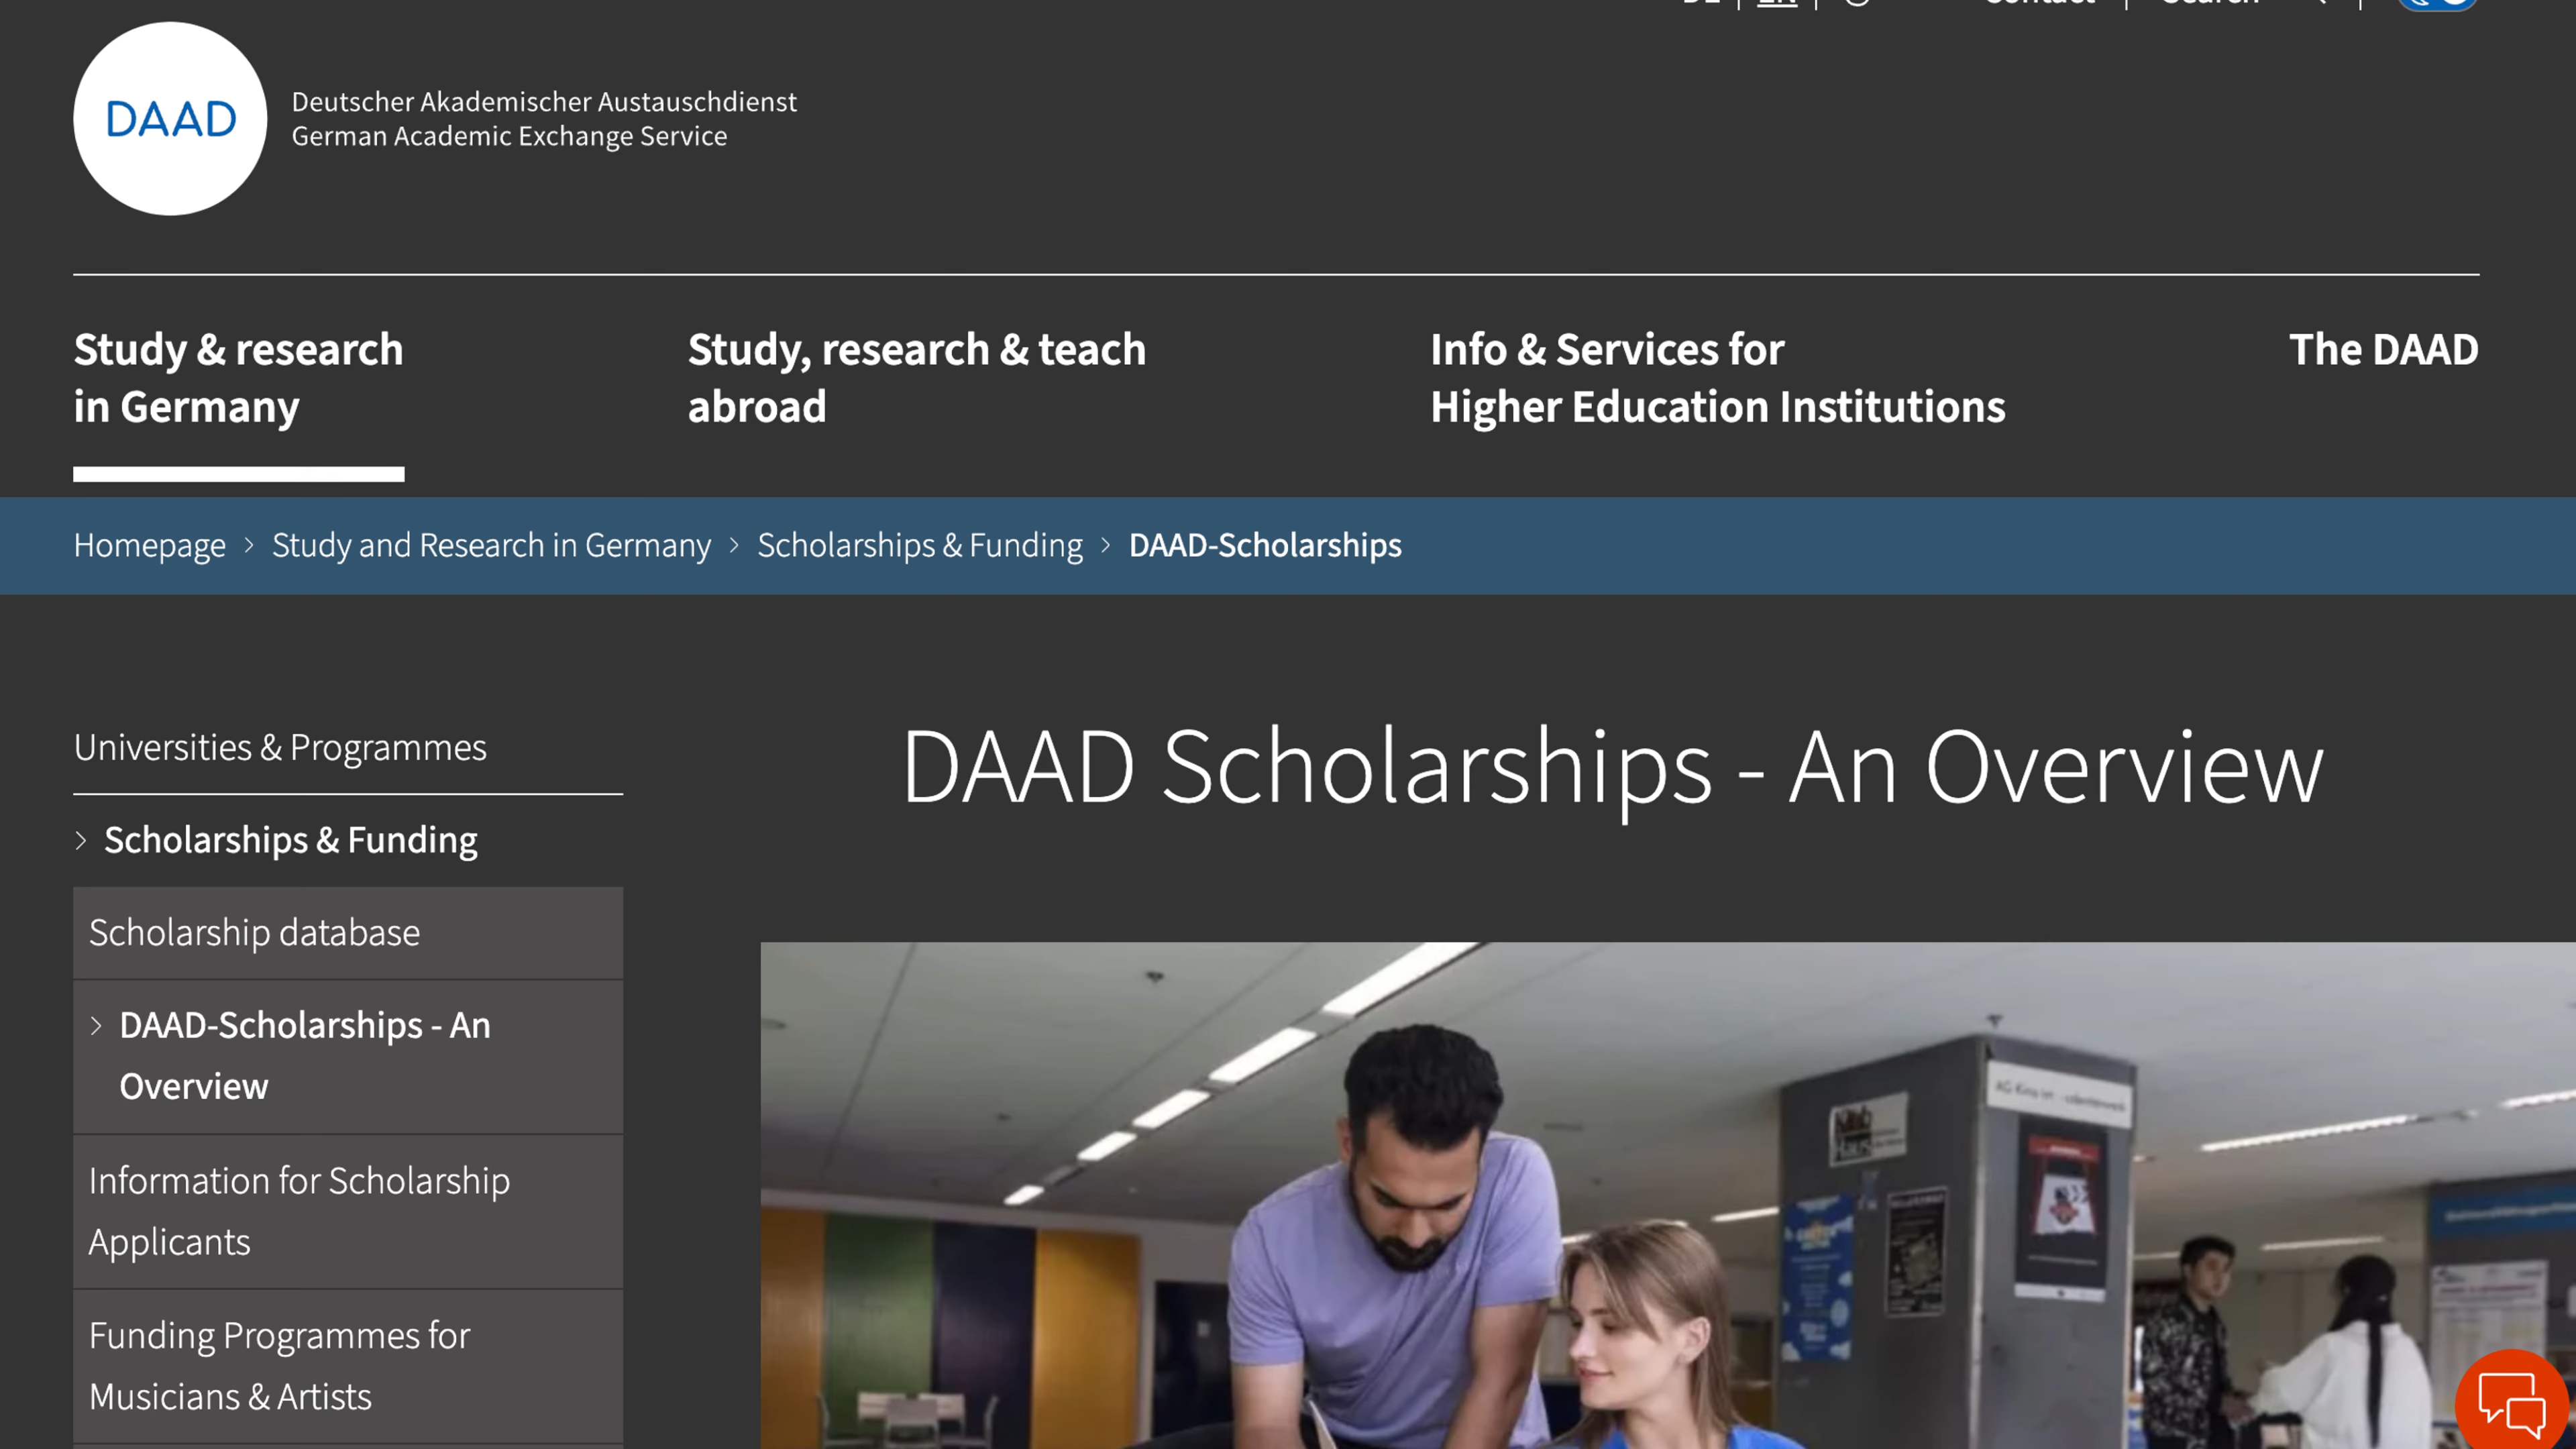 EN
Contact
Search
DAAD
Deutscher Akademischer Austauschdienst
German Academic Exchange Service
Study & research
in Germany
Study, research & teach
abroad
Info & Services for
Higher Education Institutions
The DAAD
Homepage > Study and Research in Germany > Scholarships & Funding > DAAD-Scholarships
Universities & Programmes
> Scholarships & Funding
Scholarship database
> DAAD-Scholarships - An
Overview
Information for Scholarship
Applicants
Funding Programmes for
Musicians & Artists
DAAD Scholarships - An Overview